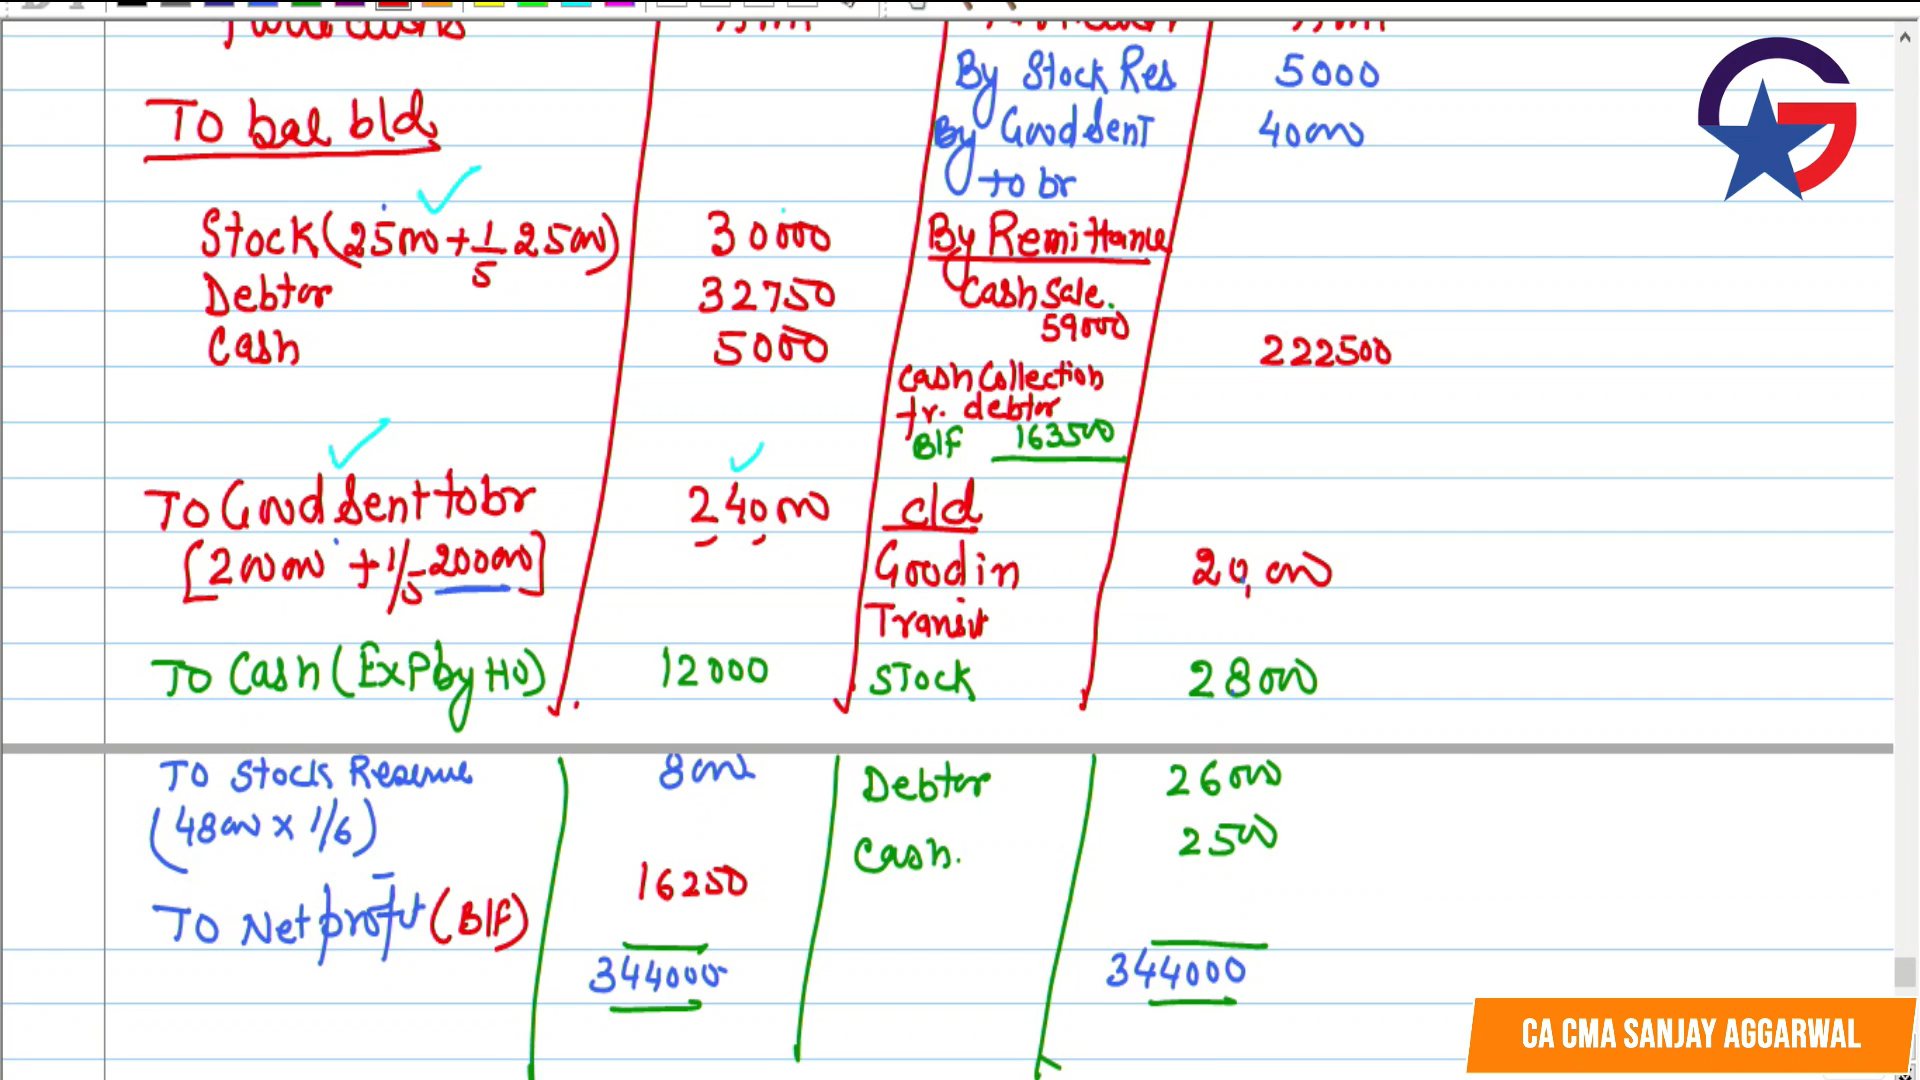 By Stock Res 5000
To bal b/d By Good Sent 40000
to br
Stock (25000 + 1/5 25000) 30000 By Remittance
Debtor 32750 Cash Sale.
59000
Cash 5000 222500
Cash Collection
fr. debtor
B/F 163500
To Good Sent to br 240000 c/d
[200000 + 1/5 200000] Good in 20,000
Transit
To Cash (Exp by HO) 12000 Stock 28000
To Stock Reserve 8000 Debtor 26000
(48000 x 1/6) Cash. 2500
16250
To Net profit (B/F)
344000 344000
CA CMA SANJAY AGGARWAL